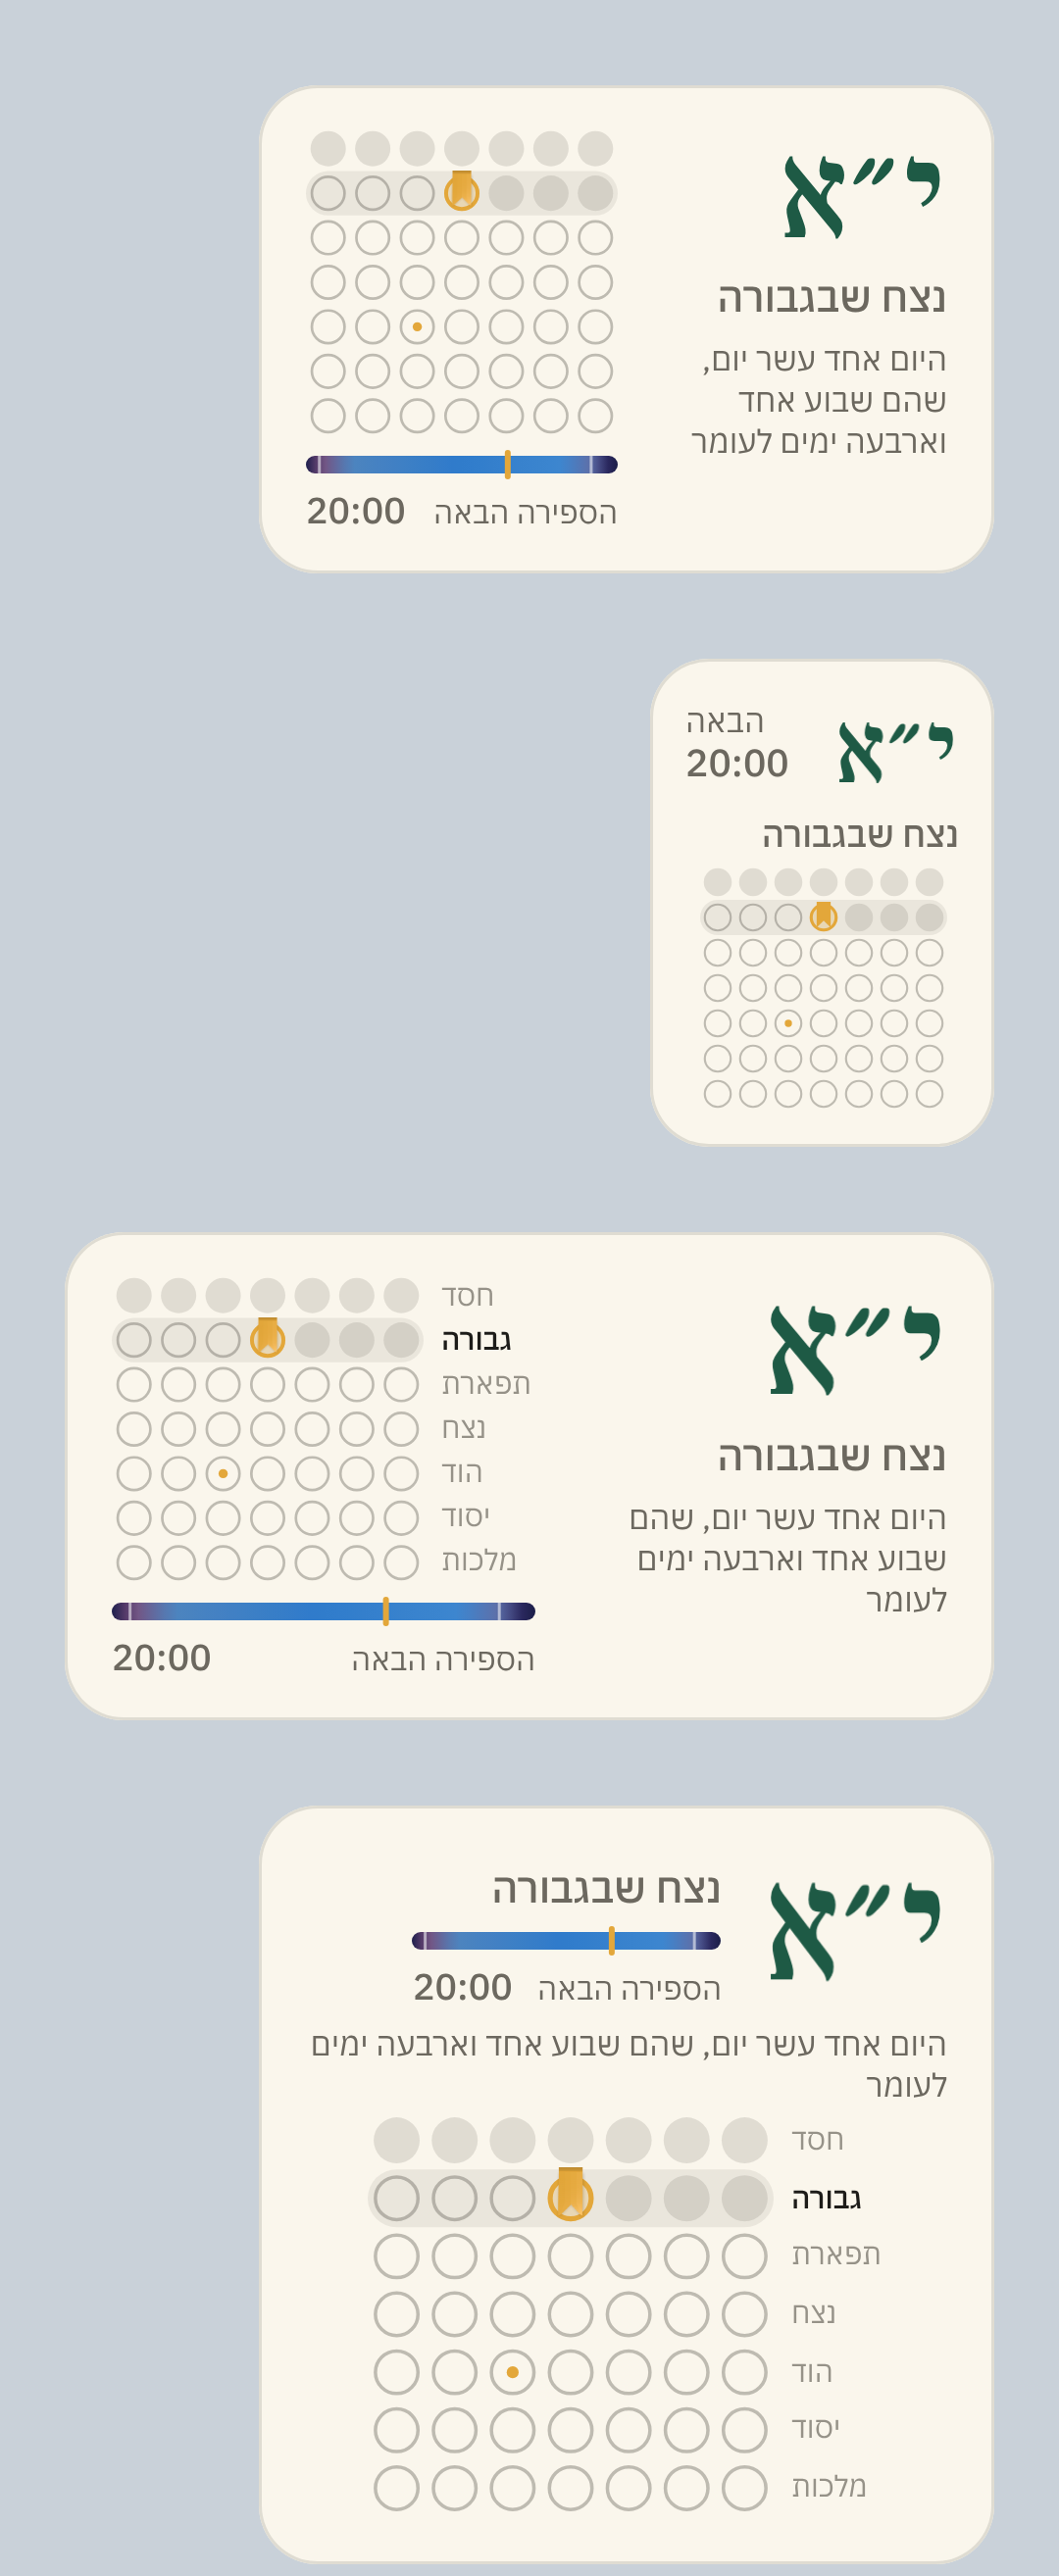 י״א
נצח שבגבורה
היום אחד עשר יום,
שהם שבוע אחד
וארבעה ימים לעומר
הספירה הבאה 20:00
י״א
הבאה
20:00
נצח שבגבורה
י״א
נצח שבגבורה
היום אחד עשר יום, שהם
שבוע אחד וארבעה ימים
לעומר
חסד
גבורה
תפארת
נצח
הוד
יסוד
מלכות
הספירה הבאה 20:00
י״א
נצח שבגבורה
הספירה הבאה 20:00
היום אחד עשר יום, שהם שבוע אחד וארבעה ימים
לעומר
חסד
גבורה
תפארת
נצח
הוד
יסוד
מלכות